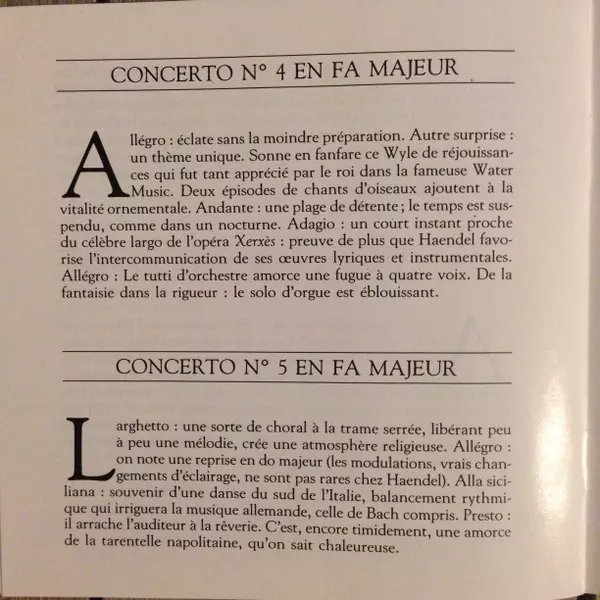 CONCERTO N° 4 EN FA MAJEUR
Allégro : éclate sans la moindre préparation. Autre surprise :
un thème unique. Sonne en fanfare ce Wyle de réjouissan-
ces qui fut tant apprécié par le roi dans la fameuse Water
Music. Deux épisodes de chants d'oiseaux ajoutent à la
vitalité ornementale. Andante : une plage de détente ; le temps est sus-
pendu, comme dans un nocturne. Adagio : un court instant proche
du célèbre largo de l'opéra Xerxès : preuve de plus que Haendel favo-
rise l'intercommunication de ses œuvres lyriques et instrumentales.
Allégro : Le tutti d'orchestre amorce une fugue à quatre voix. De la
fantaisie dans la rigueur : le solo d'orgue est éblouissant.
CONCERTO N° 5 EN FA MAJEUR
Larghetto : une sorte de choral à la trame serrée, libérant peu
à peu une mélodie, crée une atmosphère religieuse. Allégro :
on note une reprise en do majeur (les modulations, vrais chan-
gements d'éclairage, ne sont pas rares chez Haendel). Alla sici-
liana : souvenir d'une danse du sud de l'Italie, balancement rythmi-
que qui irriguera la musique allemande, celle de Bach compris. Presto :
il arrache l'auditeur à la rêverie. C'est, encore timidement, une amorce
de la tarentelle napolitaine, qu'on sait chaleureuse.